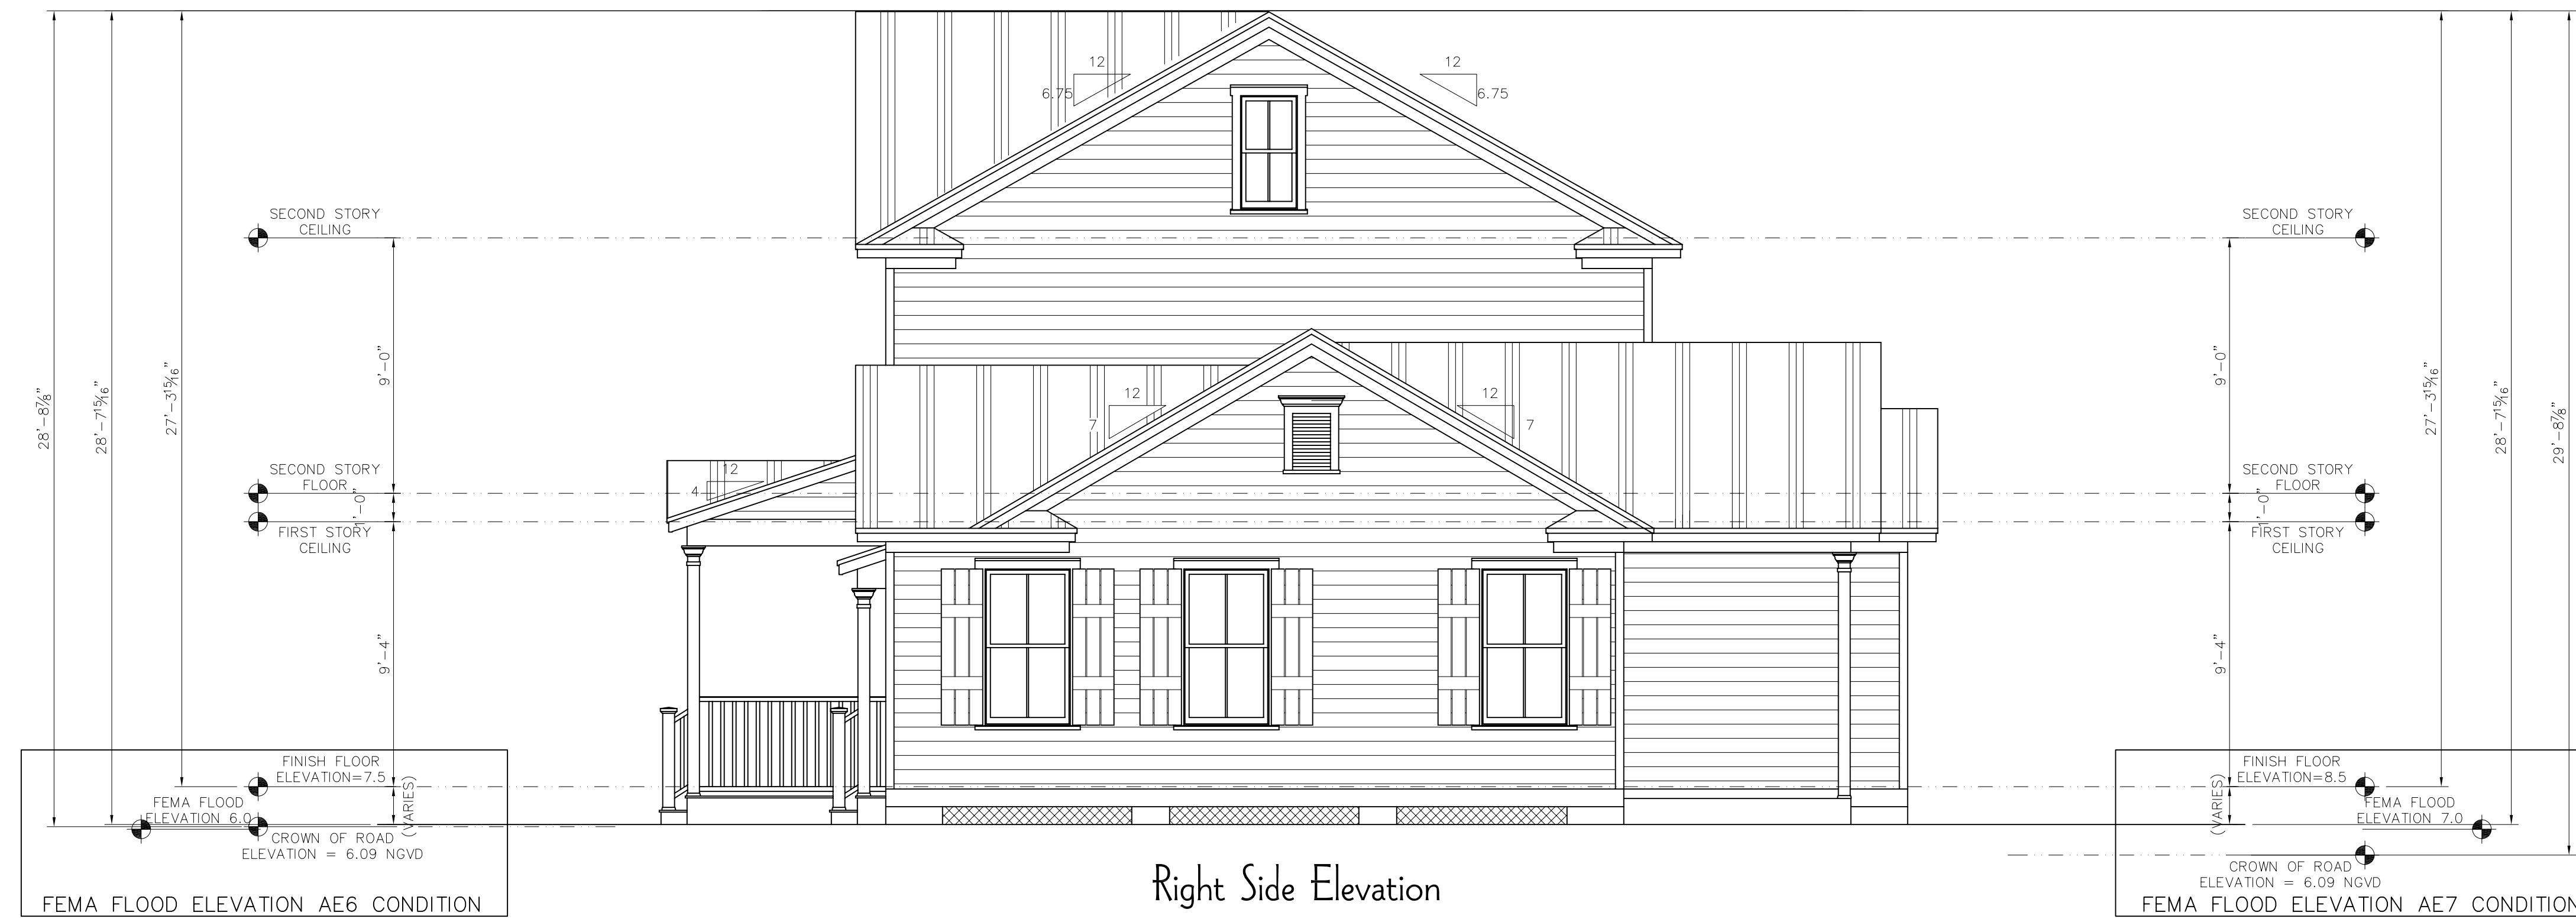 12
6.75
12
6.75
SECOND STORY
CEILING
SECOND STORY
CEILING
9'-0"
9'-0"
28'-8⅞"
28'-7¹⁵⁄₁₆"
27'-3¹⁵⁄₁₆"
27'-3¹⁵⁄₁₆"
28'-7¹⁵⁄₁₆"
29'-8⅞"
12
7
12
7
12
4
SECOND STORY
FLOOR
1'-0"
FIRST STORY
CEILING
SECOND STORY
FLOOR
1'-0"
FIRST STORY
CEILING
9'-4"
9'-4"
FINISH FLOOR
ELEVATION=7.5
(VARIES)
FEMA FLOOD
ELEVATION 6.0
CROWN OF ROAD
ELEVATION = 6.09 NGVD
FEMA FLOOD ELEVATION AE6 CONDITION
Right Side Elevation
FINISH FLOOR
ELEVATION=8.5
(VARIES)
FEMA FLOOD
ELEVATION 7.0
CROWN OF ROAD
ELEVATION = 6.09 NGVD
FEMA FLOOD ELEVATION AE7 CONDITION